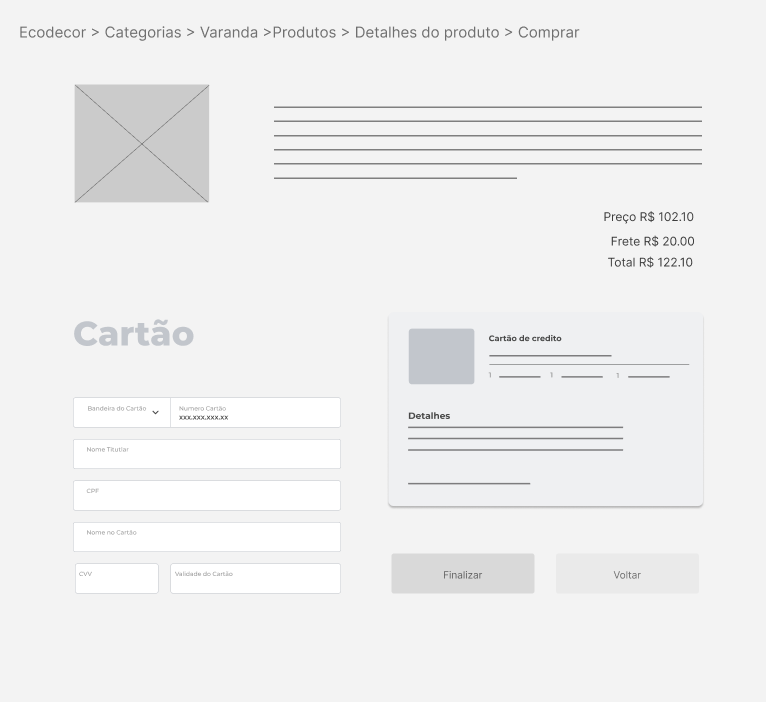 Ecodecor > Categorias > Varanda >Produtos > Detalhes do produto > Comprar
Preço R$ 102.10
Frete R$ 20.00
Total R$ 122.10
Cartão
Bandeira do Cartão
Numero Cartão
xxx.xxx.xxx.xx
Nome Titutlar
CPF
Nome no Cartão
CVV
Validade do Cartão
Cartão de credito
1 1 1
Detalhes
Finalizar
Voltar